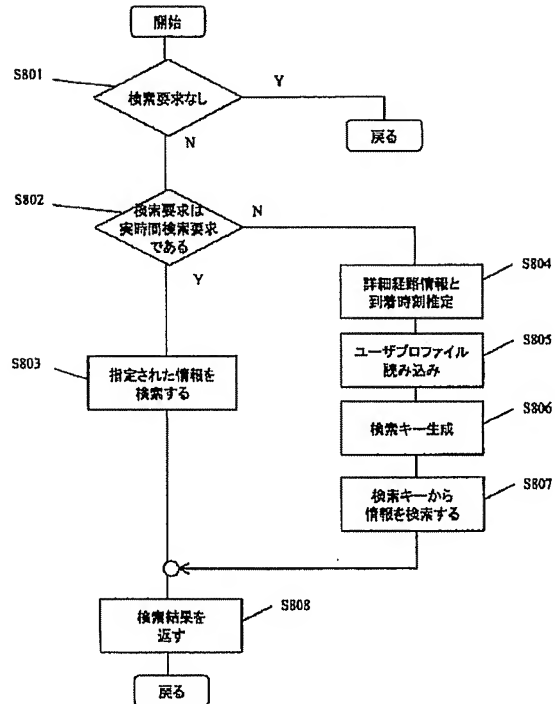 開始
S801
検索要求なし
Y
戻る
N
S802
検索要求は
実時間検索要求
である
N
Y
S804
詳細経路情報と
到着時刻推定
S805
ユーザプロファイル
読み込み
S803
指定された情報を
検索する
S806
検索キー生成
S807
検索キーから
情報を検索する
S808
検索結果を
返す
戻る